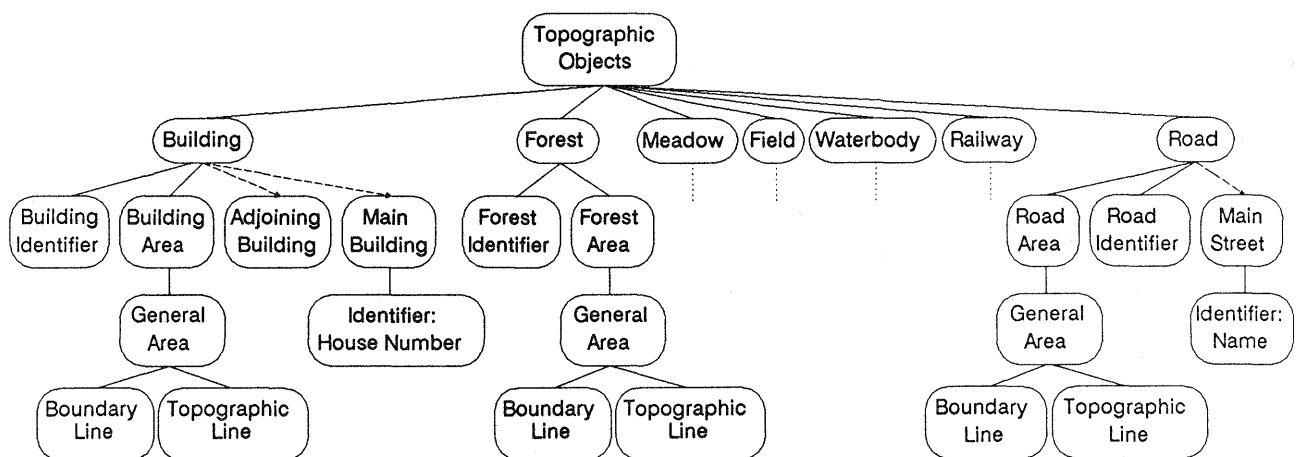 Topographic
Objects
Building
Forest
Meadow
Field
Waterbody
Railway
Road
Building
Identifier
Building
Area
Adjoining
Building
Main
Building
Forest
Identifier
Forest
Area
Road
Area
Road
Identifier
Main
Street
General
Area
Identifier:
House Number
General
Area
General
Area
Identifier:
Name
Boundary
Line
Topographic
Line
Boundary
Line
Topographic
Line
Boundary
Line
Topographic
Line